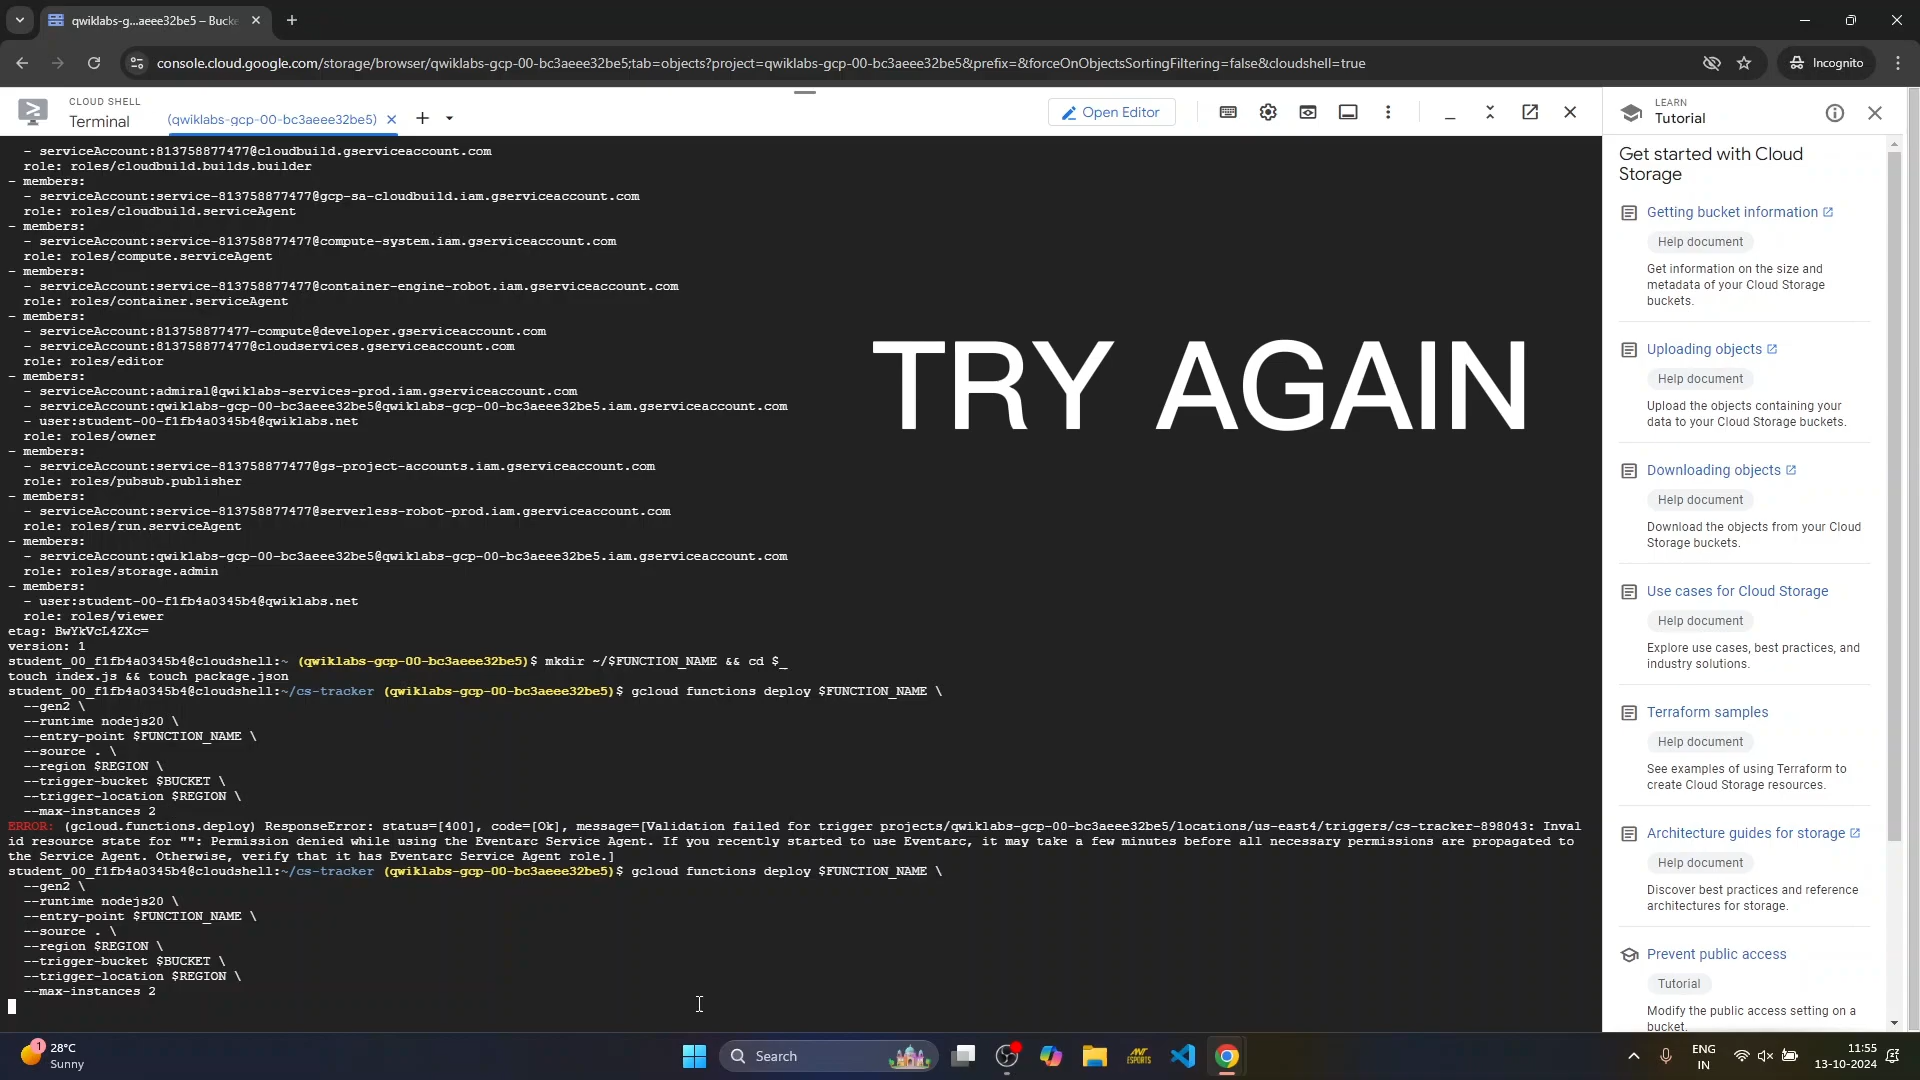 qwiklabs-g...aeee32be5 – Bucke
console.cloud.google.com/storage/browser/qwiklabs-gcp-00-bc3aeee32be5;tab=objects?project=qwiklabs-gcp-00-bc3aeee32be5&prefix=&forceOnObjectsSortingFiltering=false&cloudshell=true
Incognito
CLOUD SHELL
Terminal
(qwiklabs-gcp-00-bc3aeee32be5)
Open Editor
- serviceAccount:813758877477@cloudbuild.gserviceaccount.com
role: roles/cloudbuild.builds.builder
- members:
- serviceAccount:service-813758877477@gcp-sa-cloudbuild.iam.gserviceaccount.com
role: roles/cloudbuild.serviceAgent
- members:
- serviceAccount:service-813758877477@compute-system.iam.gserviceaccount.com
role: roles/compute.serviceAgent
- members:
- serviceAccount:service-813758877477@container-engine-robot.iam.gserviceaccount.com
role: roles/container.serviceAgent
- members:
- serviceAccount:813758877477-compute@developer.gserviceaccount.com
- serviceAccount:813758877477@cloudservices.gserviceaccount.com
role: roles/editor
- members:
- serviceAccount:admiral@qwiklabs-services-prod.iam.gserviceaccount.com
- serviceAccount:qwiklabs-gcp-00-bc3aeee32be5@qwiklabs-gcp-00-bc3aeee32be5.iam.gserviceaccount.com
- user:student-00-f1fb4a0345b4@qwiklabs.net
role: roles/owner
- members:
- serviceAccount:service-813758877477@gs-project-accounts.iam.gserviceaccount.com
role: roles/pubsub.publisher
- members:
- serviceAccount:service-813758877477@serverless-robot-prod.iam.gserviceaccount.com
role: roles/run.serviceAgent
- members:
- serviceAccount:qwiklabs-gcp-00-bc3aeee32be5@qwiklabs-gcp-00-bc3aeee32be5.iam.gserviceaccount.com
role: roles/storage.admin
- members:
- user:student-00-f1fb4a0345b4@qwiklabs.net
role: roles/viewer
etag: BwYkVcL4ZXc=
version: 1
student_00_f1fb4a0345b4@cloudshell:~ (qwiklabs-gcp-00-bc3aeee32be5)$ mkdir ~/$FUNCTION_NAME && cd $_
touch index.js && touch package.json
student_00_f1fb4a0345b4@cloudshell:~/cs-tracker (qwiklabs-gcp-00-bc3aeee32be5)$ gcloud functions deploy $FUNCTION_NAME \
--gen2 \
--runtime nodejs20 \
--entry-point $FUNCTION_NAME \
--source . \
--region $REGION \
--trigger-bucket $BUCKET \
--trigger-location $REGION \
--max-instances 2
ERROR: (gcloud.functions.deploy) ResponseError: status=[400], code=[Ok], message=[Validation failed for trigger projects/qwiklabs-gcp-00-bc3aeee32be5/locations/us-east4/triggers/cs-tracker-898043: Inval
id resource state for "": Permission denied while using the Eventarc Service Agent. If you recently started to use Eventarc, it may take a few minutes before all necessary permissions are propagated to
the Service Agent. Otherwise, verify that it has Eventarc Service Agent role.]
student_00_f1fb4a0345b4@cloudshell:~/cs-tracker (qwiklabs-gcp-00-bc3aeee32be5)$ gcloud functions deploy $FUNCTION_NAME \
--gen2 \
--runtime nodejs20 \
--entry-point $FUNCTION_NAME \
--source . \
--region $REGION \
--trigger-bucket $BUCKET \
--trigger-location $REGION \
--max-instances 2
TRY AGAIN
LEARN
Tutorial
Get started with Cloud
Storage
Getting bucket information
Help document
Get information on the size and
metadata of your Cloud Storage
buckets.
Uploading objects
Help document
Upload the objects containing your
data to your Cloud Storage buckets.
Downloading objects
Help document
Download the objects from your Cloud
Storage buckets.
Use cases for Cloud Storage
Help document
Explore use cases, best practices, and
industry solutions.
Terraform samples
Help document
See examples of using Terraform to
create Cloud Storage resources.
Architecture guides for storage
Help document
Discover best practices and reference
architectures for storage.
Prevent public access
Tutorial
Modify the public access setting on a
bucket.
1
28°C
Sunny
Search
ANT
ESPORTS
ENG
IN
11:55
13-10-2024